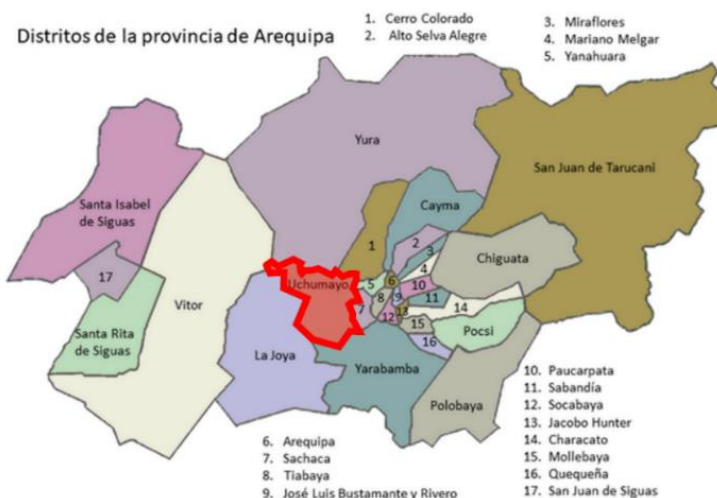 Distritos de la provincia de Arequipa
1. Cerro Colorado
2. Alto Selva Alegre
3. Miraflores
4. Mariano Melgar
5. Yanahuara
Yura
San Juan de Tarucani
Santa Isabel
de Siguas
Cayma
1
2
3
4
Chiguata
17
Uchumayo
5
6
10
Vitor
8
9
11
7
13
14
12
15
Pocsi
Santa Rita
de Siguas
La Joya
16
Yarabamba
Polobaya
6. Arequipa
7. Sachaca
8. Tiabaya
9. José Luis Bustamante y Rivero
10. Paucarpata
11. Sabandía
12. Socabaya
13. Jacobo Hunter
14. Characato
15. Mollebaya
16. Quequeña
17. San Juan de Siguas